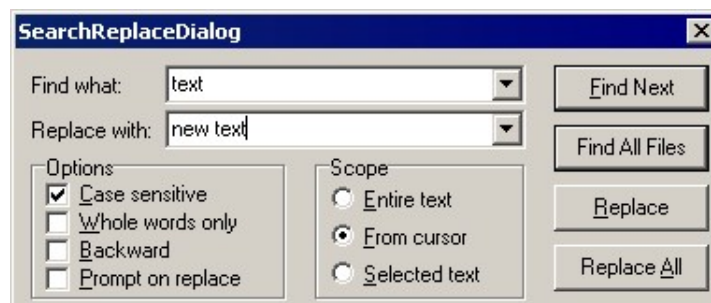 SearchReplaceDialog
Find what: text
Find Next
Replace with: new text
Find All Files
Options
Case sensitive
Whole words only
Backward
Prompt on replace
Scope
Entire text
From cursor
Selected text
Replace
Replace All